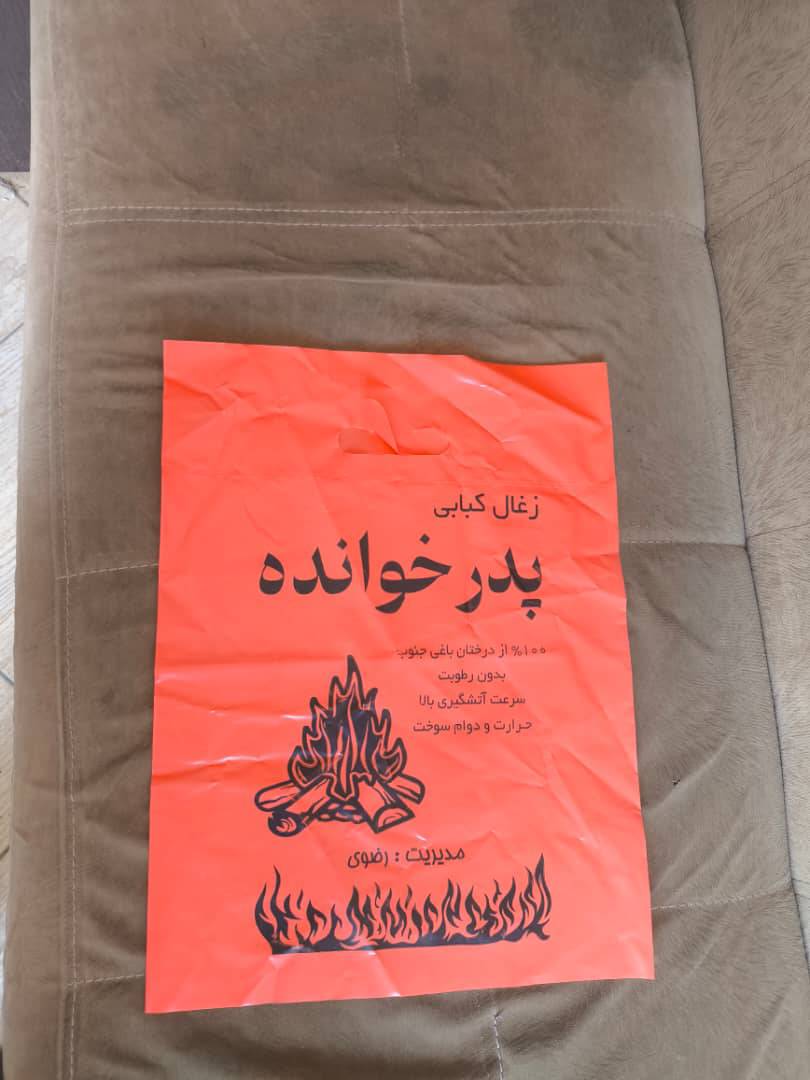 زغال کبابی
پدرخوانده
%۱۰۰ از درختان باغی جنوب
بدون رطوبت
سرعت آتشگیری بالا
حرارت و دوام سوخت
مدیریت : رضوی